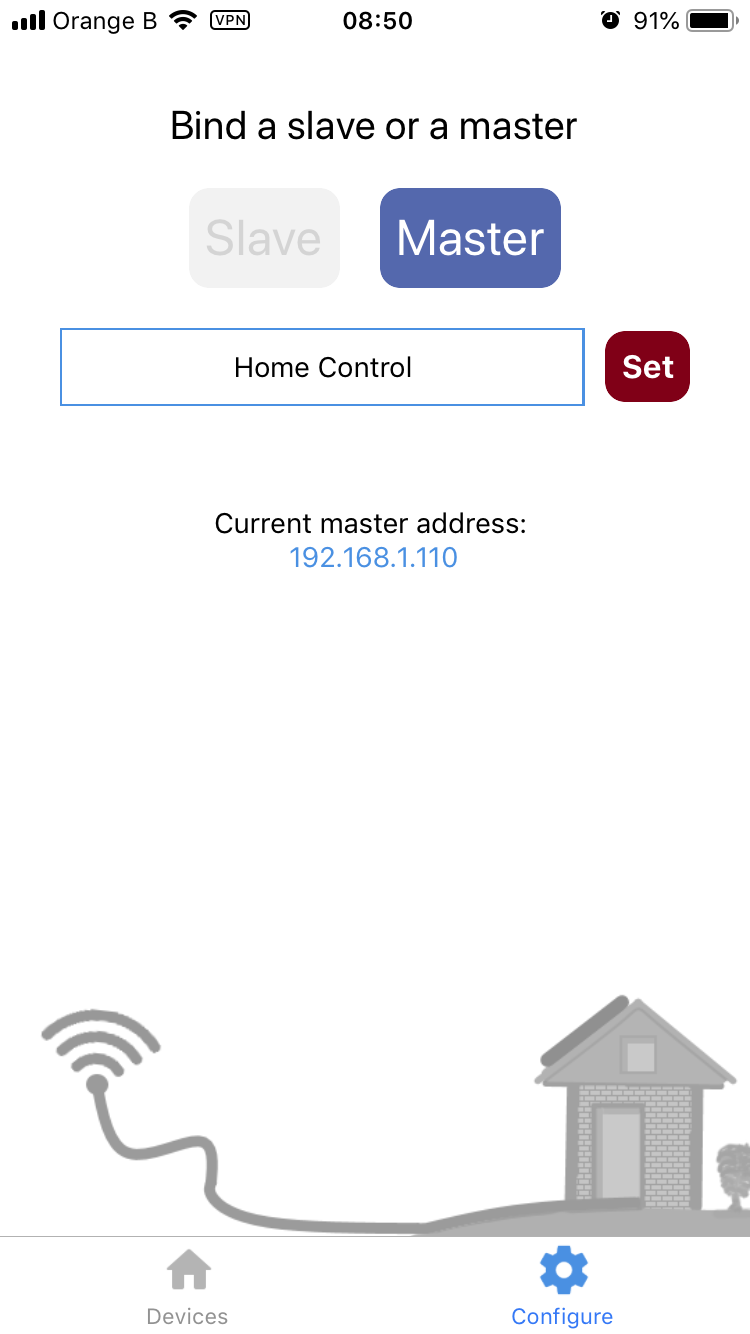 Orange B VPN 08:50 91%
Bind a slave or a master
Slave Master
Home Control Set
Current master address:
192.168.1.110
Devices Configure